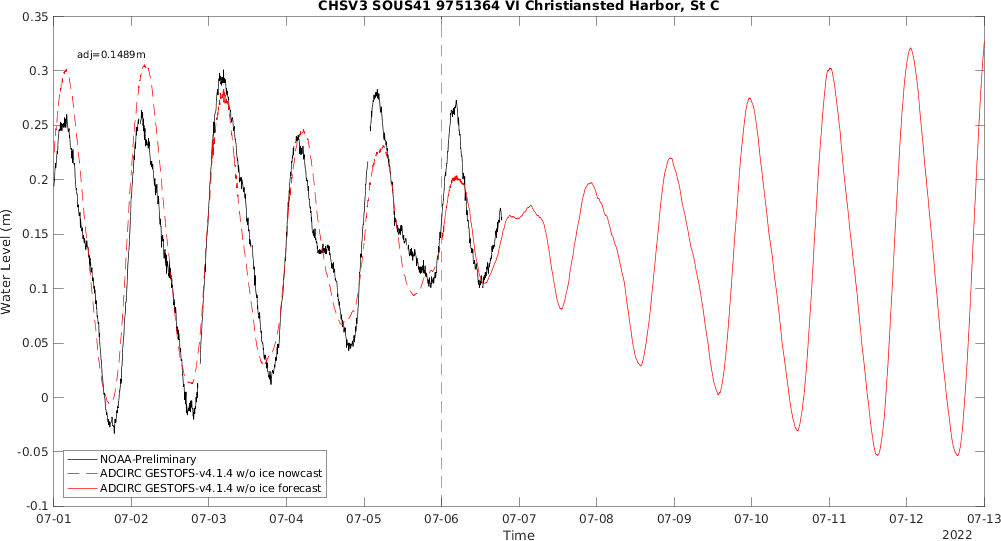 CHSV3 SOUS41 9751364 VI Christiansted Harbor, St C
adj=0.1489m
0.35
0.3
0.25
0.2
0.15
0.1
0.05
0
-0.05
-0.1
Water Level (m)
NOAA-Preliminary
ADCIRC GESTOFS-v4.1.4 w/o ice nowcast
ADCIRC GESTOFS-v4.1.4 w/o ice forecast
07-01 07-02 07-03 07-04 07-05 07-06 07-07 07-08 07-09 07-10 07-11 07-12 07-13
Time
2022